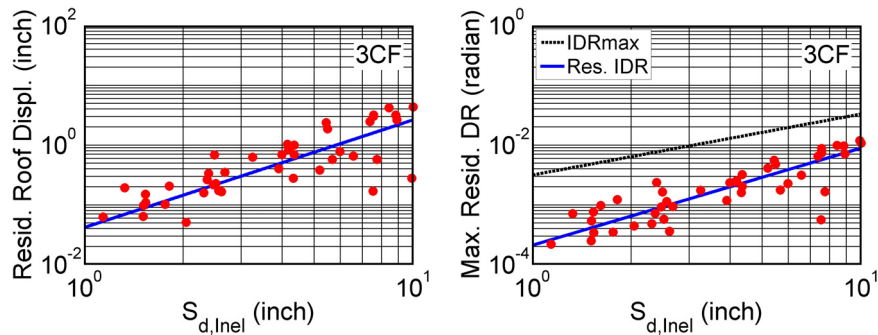 10^2
10^0
10^-2
10^0
10^1
Resid. Roof Displ. (inch)
S_d,Inel (inch)
3CF
10^0
10^-2
10^-4
10^0
10^1
Max. Resid. DR (radian)
S_d,Inel (inch)
IDRmax
Res. IDR
3CF